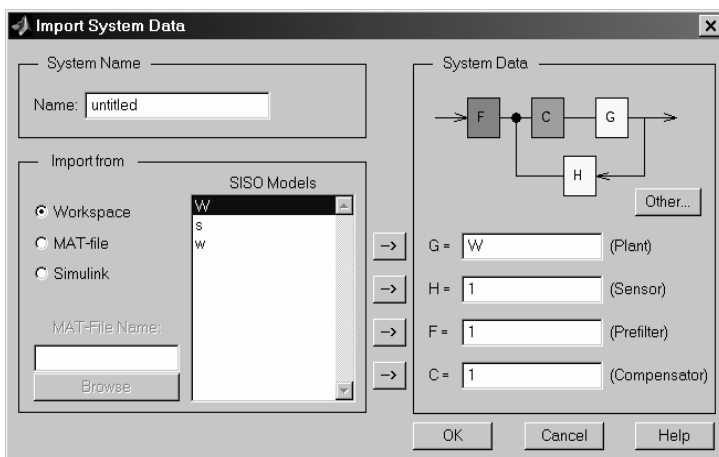 Import System Data
System Name
Name: untitled
Import from
Workspace
MAT-file
Simulink
MAT-File Name:
Browse
SISO Models
W
s
w
System Data
F
C
G
H
Other...
--> G = W (Plant)
--> H = 1 (Sensor)
--> F = 1 (Prefilter)
--> C = 1 (Compensator)
OK Cancel Help